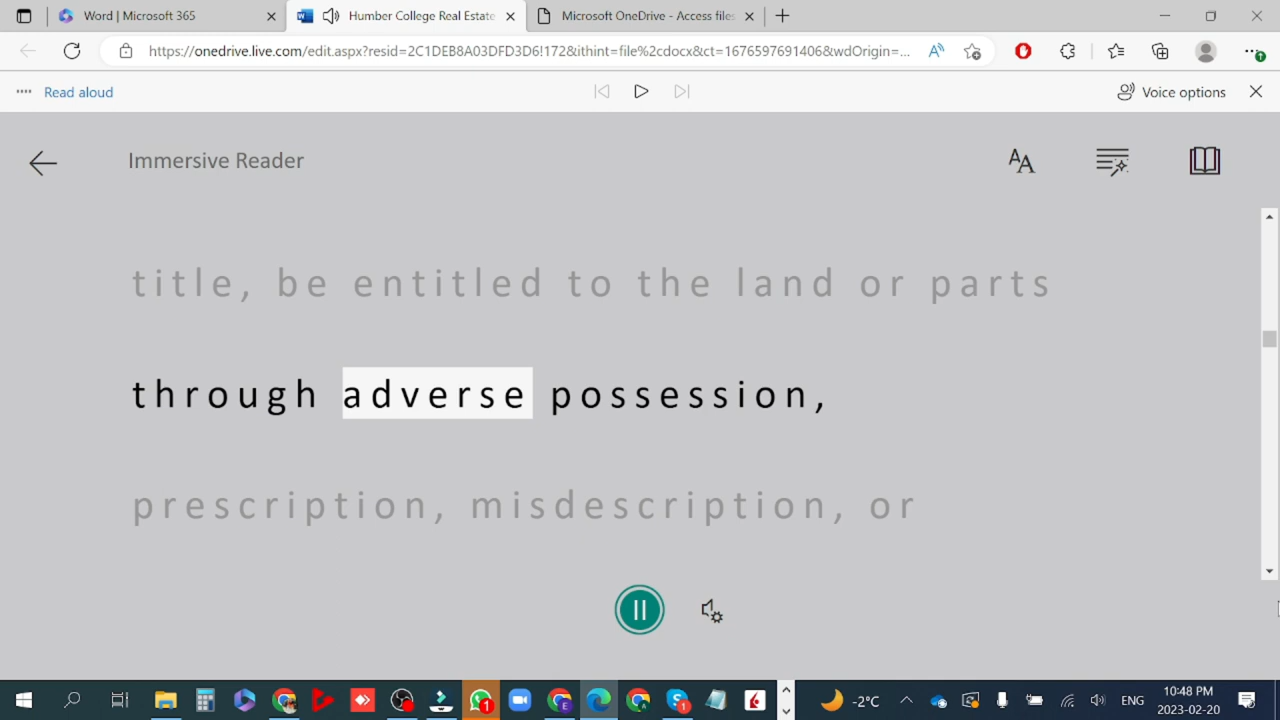 Word | Microsoft 365
Humber College Real Estate
Microsoft OneDrive - Access files
https://onedrive.live.com/edit.aspx?resid=2C1DEB8A03DFD3D6!172&ithint=file%2cdocx&ct=1676597691406&wdOrigin=...
Read aloud
Voice options
Immersive Reader
title, be entitled to the land or parts
through adverse possession,
prescription, misdescription, or
-2°C
ENG
10:48 PM
2023-02-20